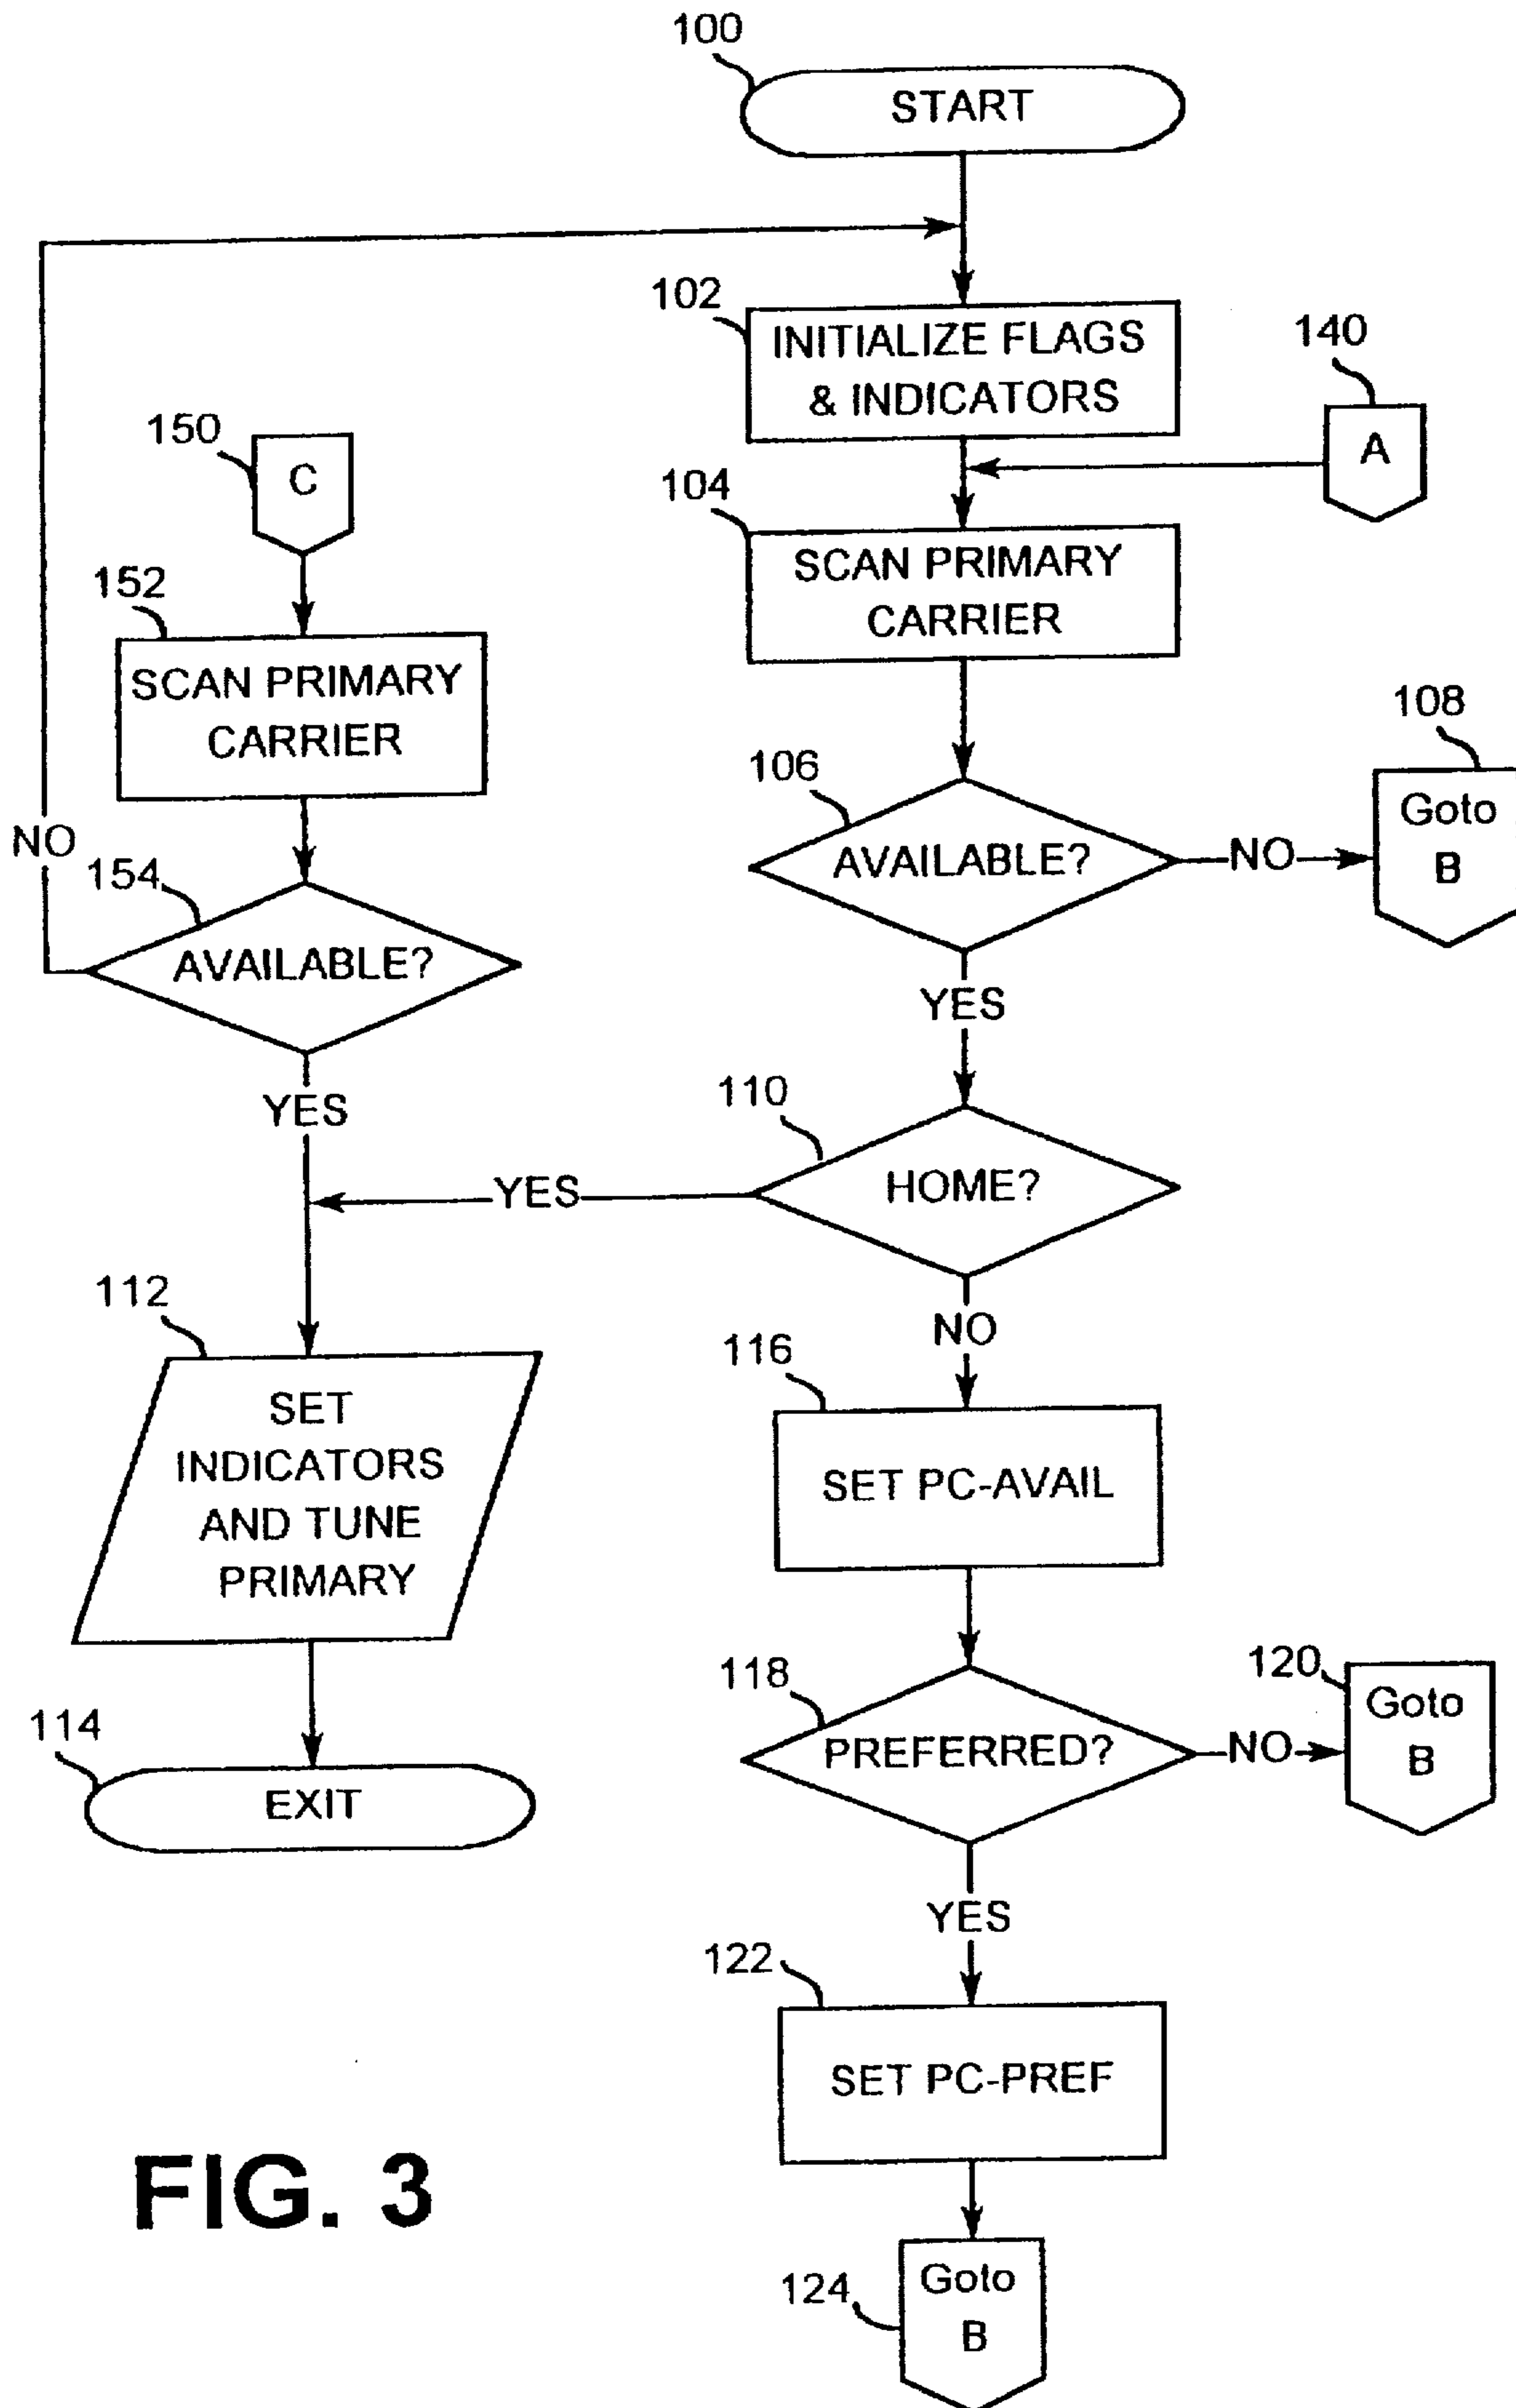 100
START
102
INITIALIZE FLAGS
& INDICATORS
140
A
150
C
104
SCAN PRIMARY
CARRIER
152
SCAN PRIMARY
CARRIER
108
Goto
B
106
AVAILABLE?
NO
NO
154
AVAILABLE?
YES
YES
110
HOME?
YES
112
SET
INDICATORS
AND TUNE
PRIMARY
NO
116
SET PC-AVAIL
118
PREFERRED?
NO
120
Goto
B
114
EXIT
YES
122
SET PC-PREF
FIG. 3
124
Goto
B